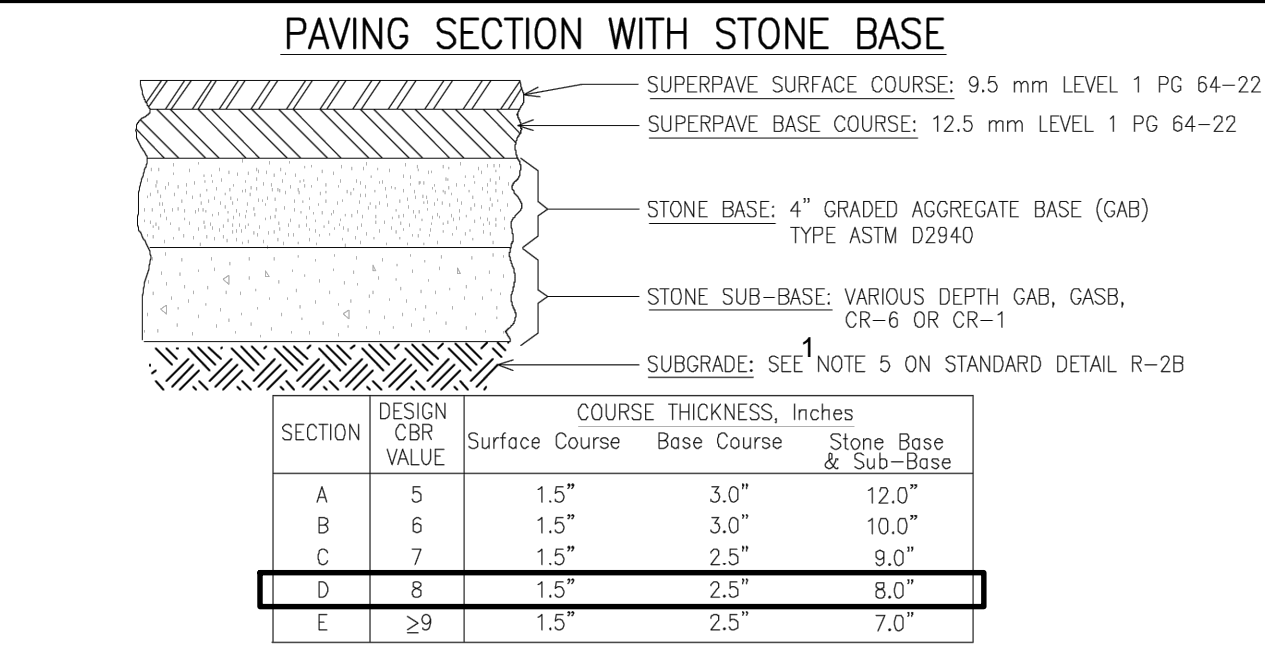 PAVING SECTION WITH STONE BASE
SUPERPAVE SURFACE COURSE: 9.5 mm LEVEL 1 PG 64-22
SUPERPAVE BASE COURSE: 12.5 mm LEVEL 1 PG 64-22
STONE BASE: 4" GRADED AGGREGATE BASE (GAB)
TYPE ASTM D2940
STONE SUB-BASE: VARIOUS DEPTH GAB, GASB,
CR-6 OR CR-1
SUBGRADE: SEE 1 NOTE 5 ON STANDARD DETAIL R-2B
SECTION DESIGN CBR VALUE COURSE THICKNESS, Inches
Surface Course Base Course Stone Base & Sub-Base
A 5 1.5" 3.0" 12.0"
B 6 1.5" 3.0" 10.0"
C 7 1.5" 2.5" 9.0"
D 8 1.5" 2.5" 8.0"
E ≥9 1.5" 2.5" 7.0"